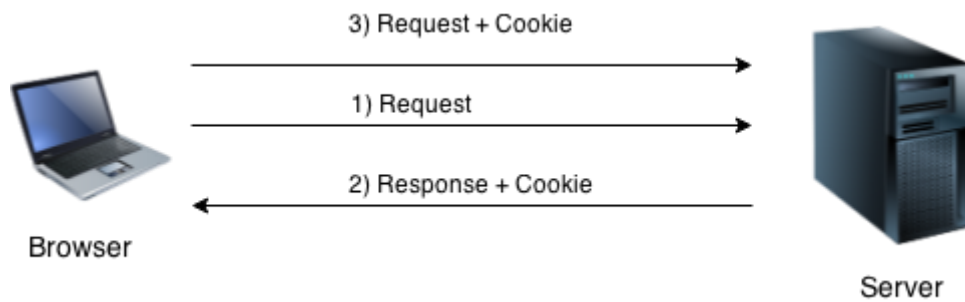 3) Request + Cookie
1) Request
2) Response + Cookie
Browser
Server